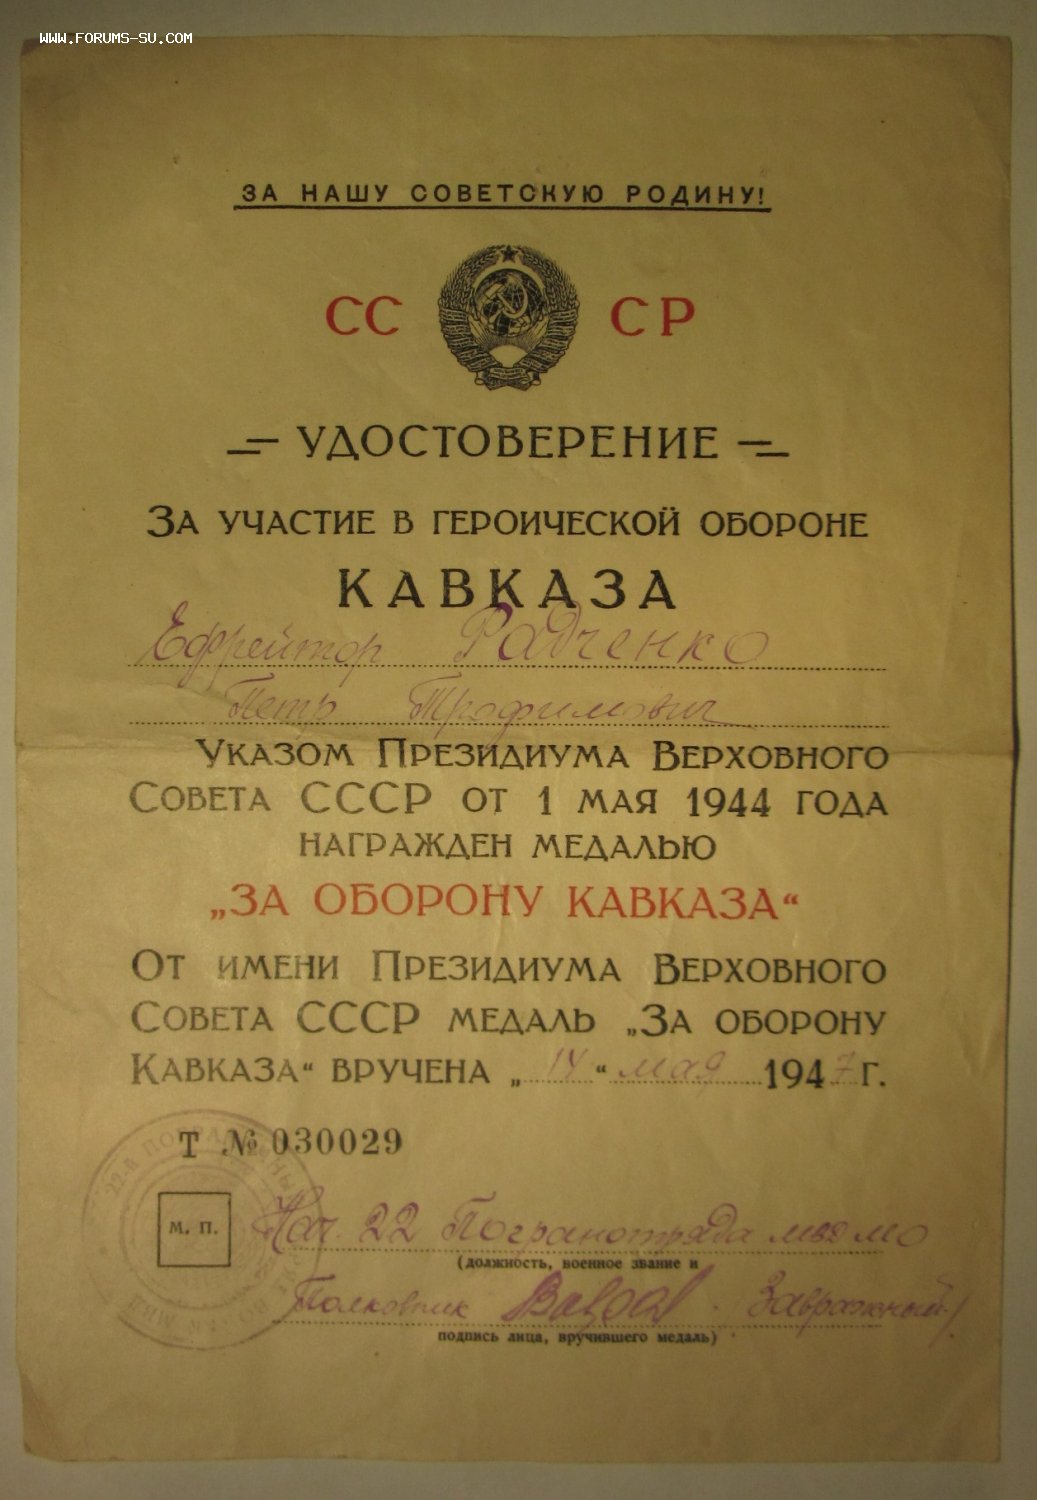 WWW.FORUMS-SU.COM
ЗА НАШУ СОВЕТСКУЮ РОДИНУ!
СС СР
УДОСТОВЕРЕНИЕ
ЗА УЧАСТИЕ В ГЕРОИЧЕСКОЙ ОБОРОНЕ
КАВКАЗА
Ефрейтор Радченко
Петр Трофимович
УКАЗОМ ПРЕЗИДИУМА ВЕРХОВНОГО
СОВЕТА СССР ОТ 1 МАЯ 1944 ГОДА
НАГРАЖДЕН МЕДАЛЬЮ
„ЗА ОБОРОНУ КАВКАЗА“
ОТ ИМЕНИ ПРЕЗИДИУМА ВЕРХОВНОГО
СОВЕТА СССР МЕДАЛЬ „ЗА ОБОРОНУ
КАВКАЗА“ ВРУЧЕНА „14“ мая 1947 Г.
Т № 030029
М. П.
Нач. 22 Погранотряда
(должность, военное звание и
Полковник Завражный/
подпись лица, вручившего медаль)